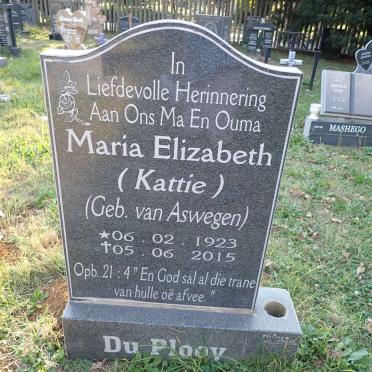 In
Liefdevolle Herinnering
Aan Ons Ma En Ouma
Maria Elizabeth
( Kattie )
(Geb. van Aswegen)
★06 . 02 . 1923
✝05 . 06 . 2015
Opb. 21 : 4 " En God sal al die trane
van hulle oë afvee. "
Du Plooy
MASHEGO